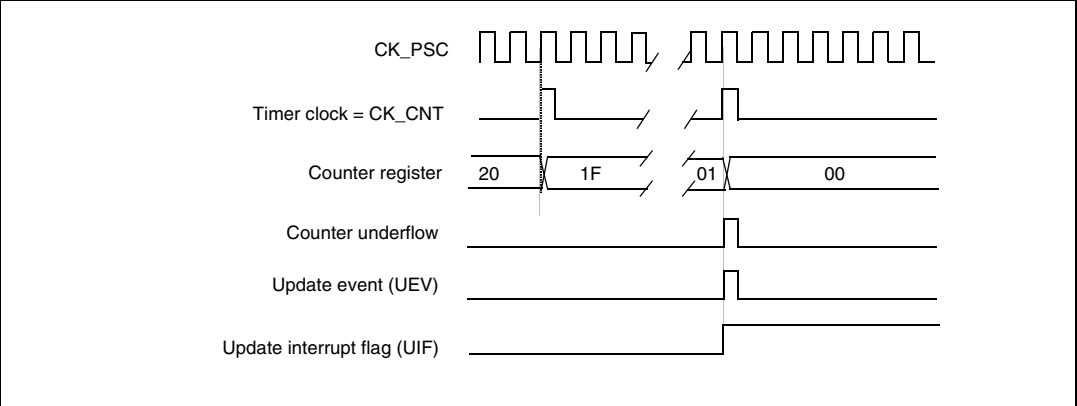 CK_PSC
Timer clock = CK_CNT
Counter register 20 1F 01 00
Counter underflow
Update event (UEV)
Update interrupt flag (UIF)